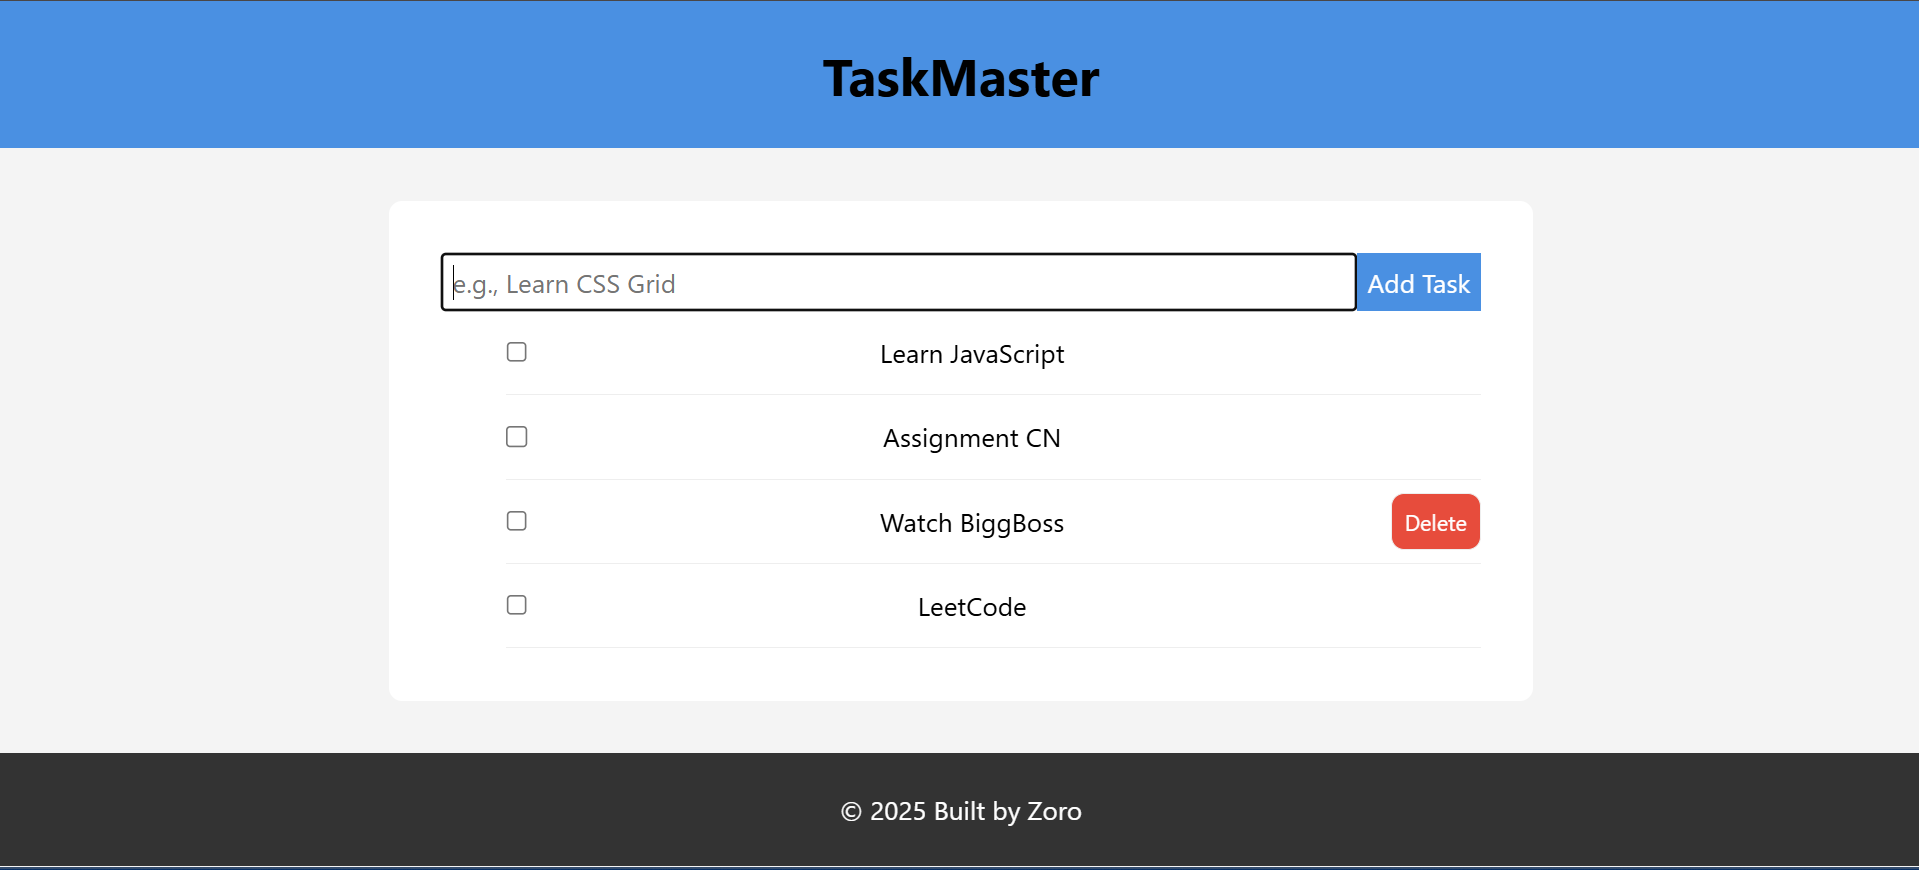 TaskMaster
e.g., Learn CSS Grid
Add Task
Learn JavaScript
Assignment CN
Watch BiggBoss
Delete
LeetCode
© 2025 Built by Zoro